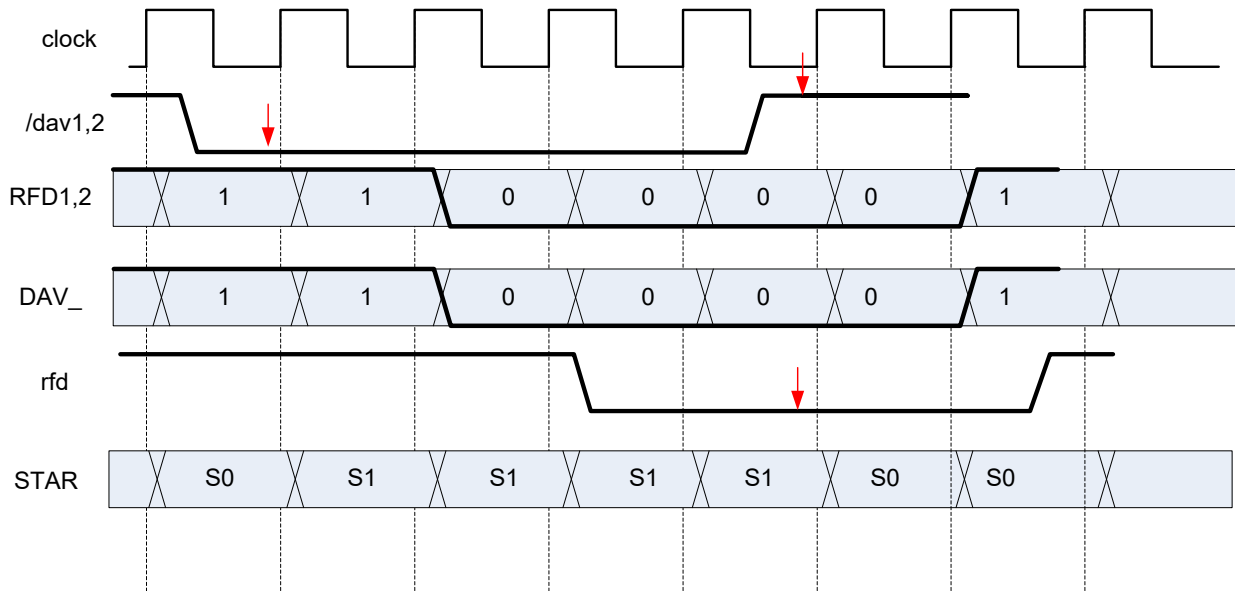 clock
/dav1,2
RFD1,2 1 1 0 0 0 0 1
DAV_ 1 1 0 0 0 0 1
rfd
STAR S0 S1 S1 S1 S1 S0 S0